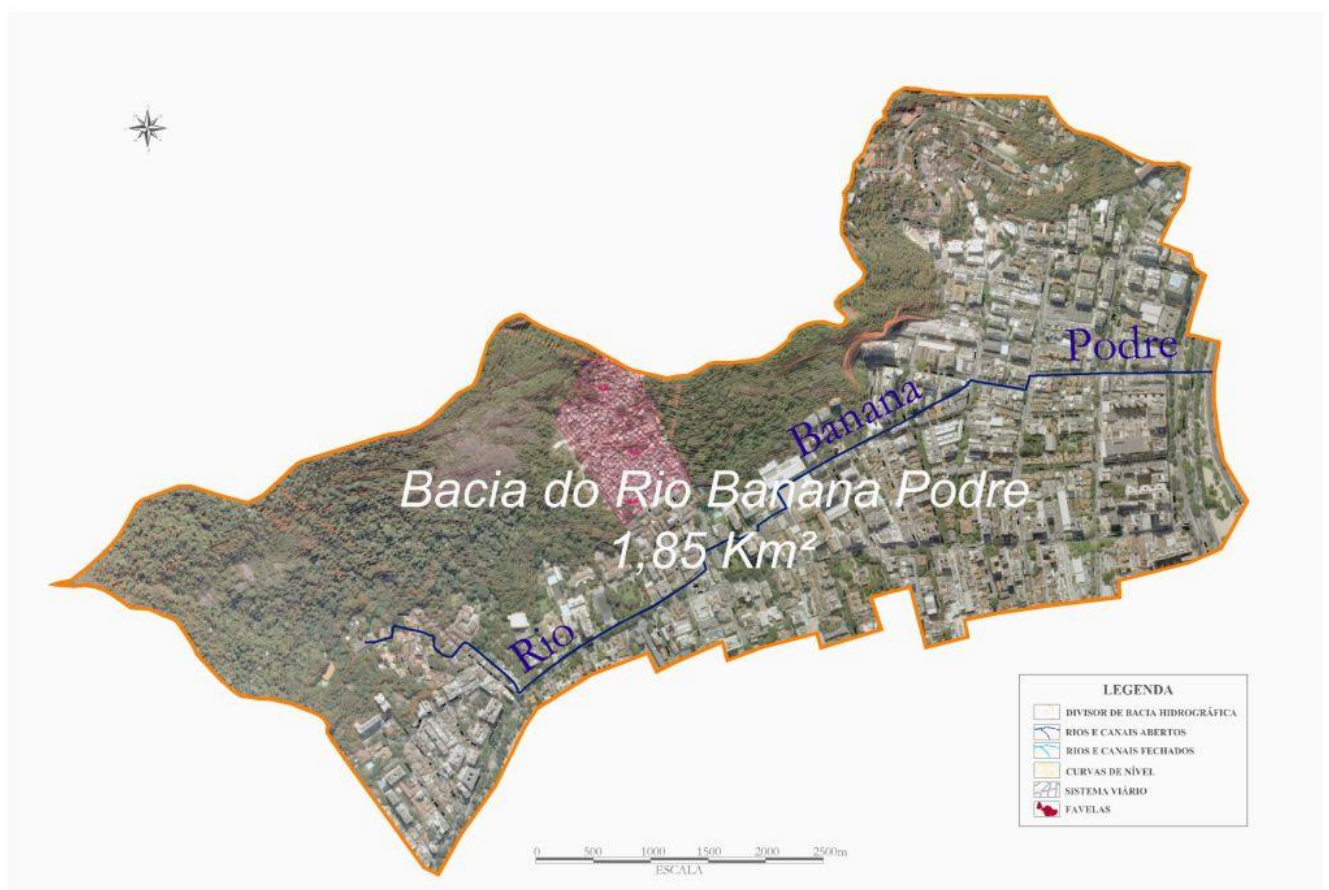 Podre
Banana
Bacia do Rio Banana Podre
1,85 Km²
Rio
LEGENDA
DIVISOR DE BACIA HIDROGRÁFICA
RIOS E CANAIS ABERTOS
RIOS E CANAIS FECHADOS
CURVAS DE NÍVEL
SISTEMA VIÁRIO
FAVELAS
0 500 1000 1500 2000 2500m
ESCALA